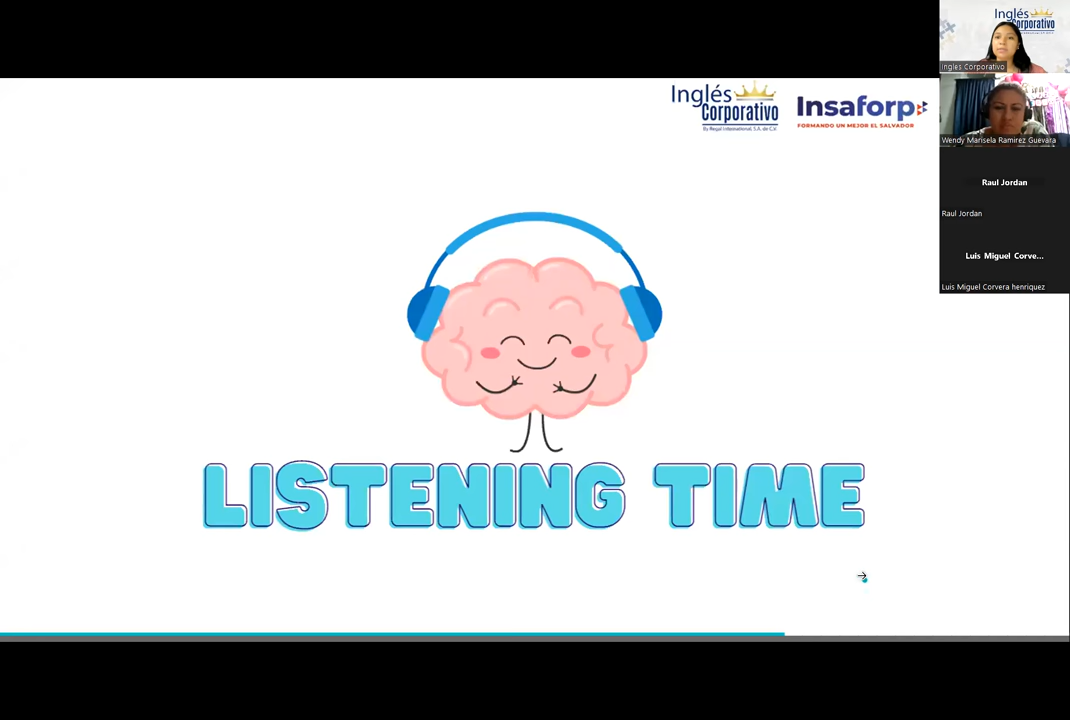 Inglés
Corporativo
By Regal International, S.A. de C.V.
Insaforp
FORMANDO UN MEJOR EL SALVADOR
LISTENING TIME
Inglés
Corporativo
Ingles Corporativo
Wendy Marisela Ramirez Guevara
Raul Jordan
Raul Jordan
Luis Miguel Corve...
Luis Miguel Corvera henriquez